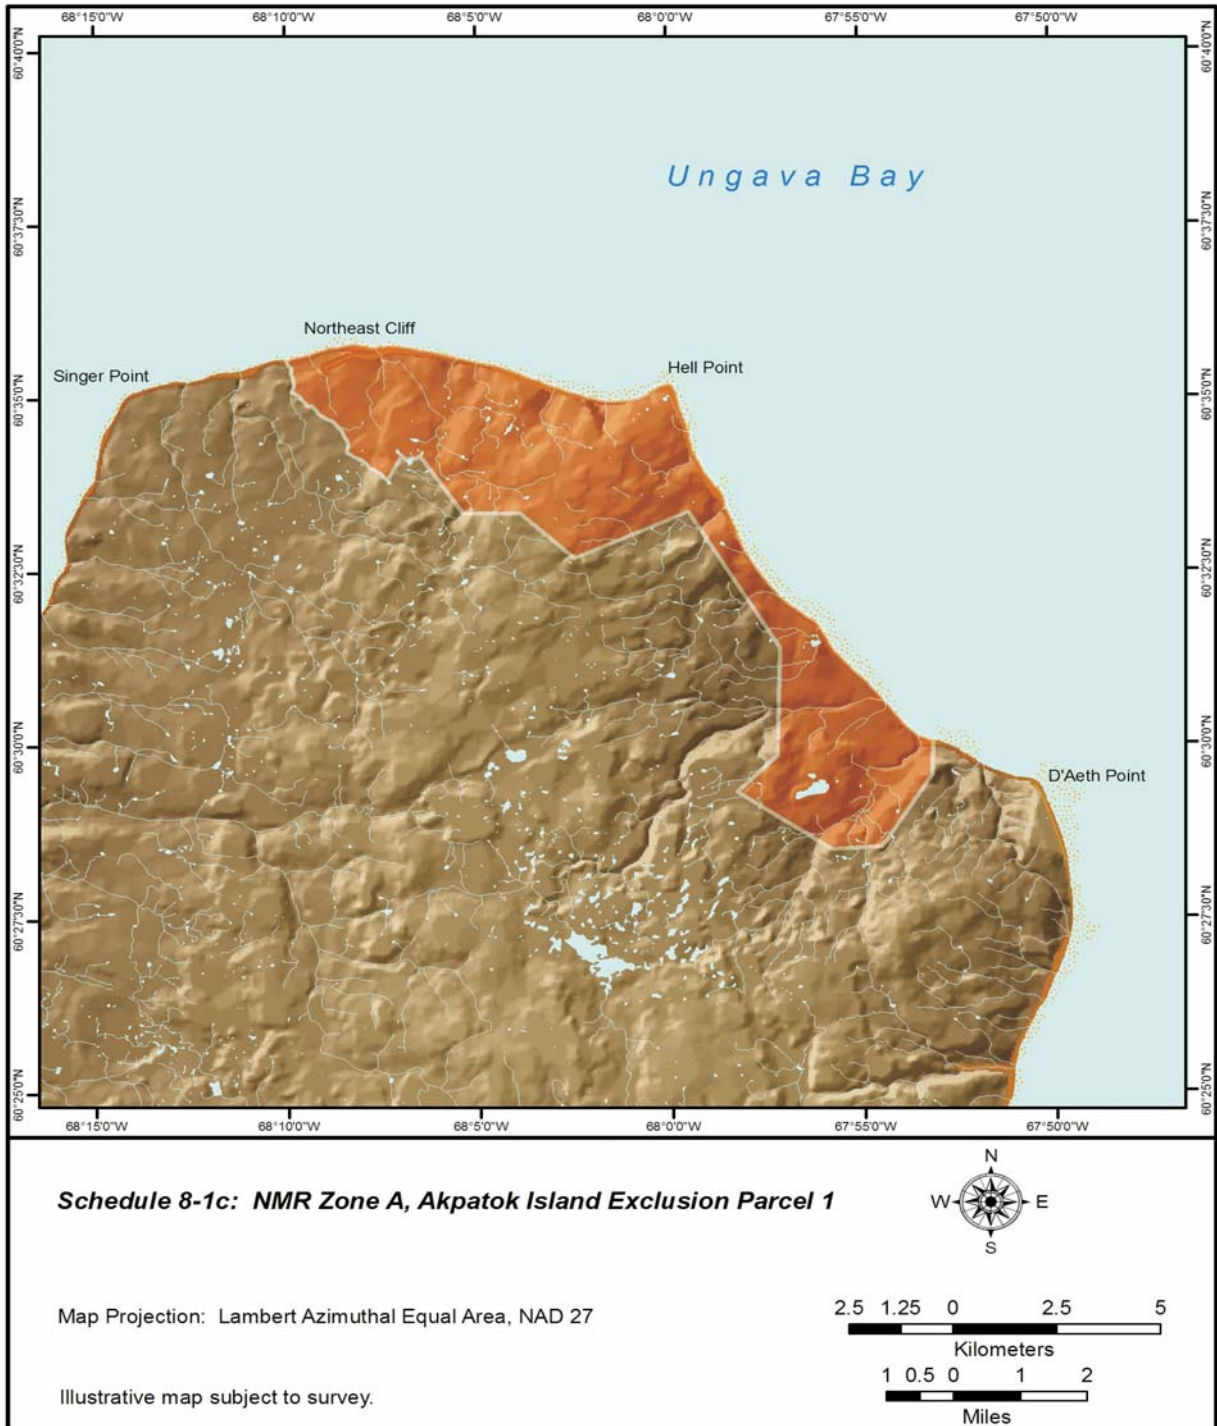 68°15'0"W 68°10'0"W 68°5'0"W 68°0'0"W 67°55'0"W 67°50'0"W
60°40'0"N 60°40'0"N
Ungava Bay
60°37'30"N 60°37'30"N
Northeast Cliff
Hell Point
Singer Point
60°35'0"N 60°35'0"N
60°32'30"N 60°32'30"N
60°30'0"N 60°30'0"N
D'Aeth Point
60°27'30"N 60°27'30"N
60°25'0"N 60°25'0"N
68°15'0"W 68°10'0"W 68°5'0"W 68°0'0"W 67°55'0"W 67°50'0"W
Schedule 8-1c: NMR Zone A, Akpatok Island Exclusion Parcel 1
N
W E
S
Map Projection: Lambert Azimuthal Equal Area, NAD 27
2.5 1.25 0 2.5 5
Kilometers
1 0.5 0 1 2
Miles
Illustrative map subject to survey.